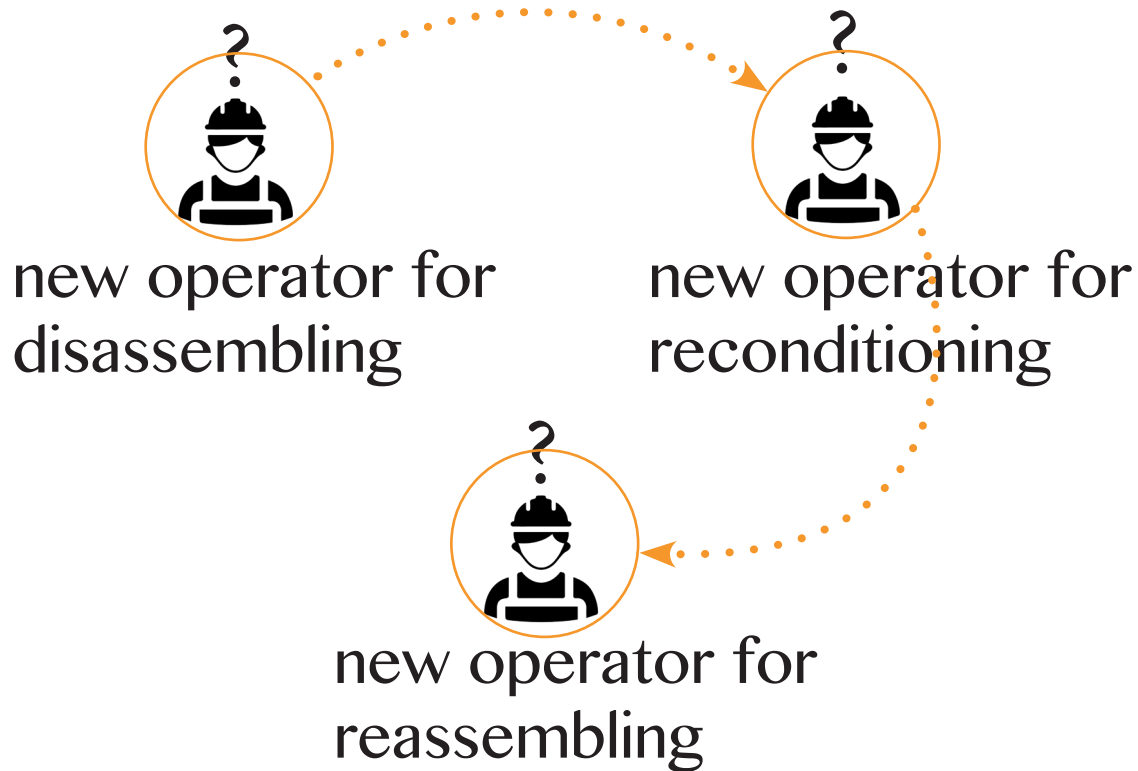 ?
?
new operator for
disassembling
new operator for
reconditioning
?
new operator for
reassembling